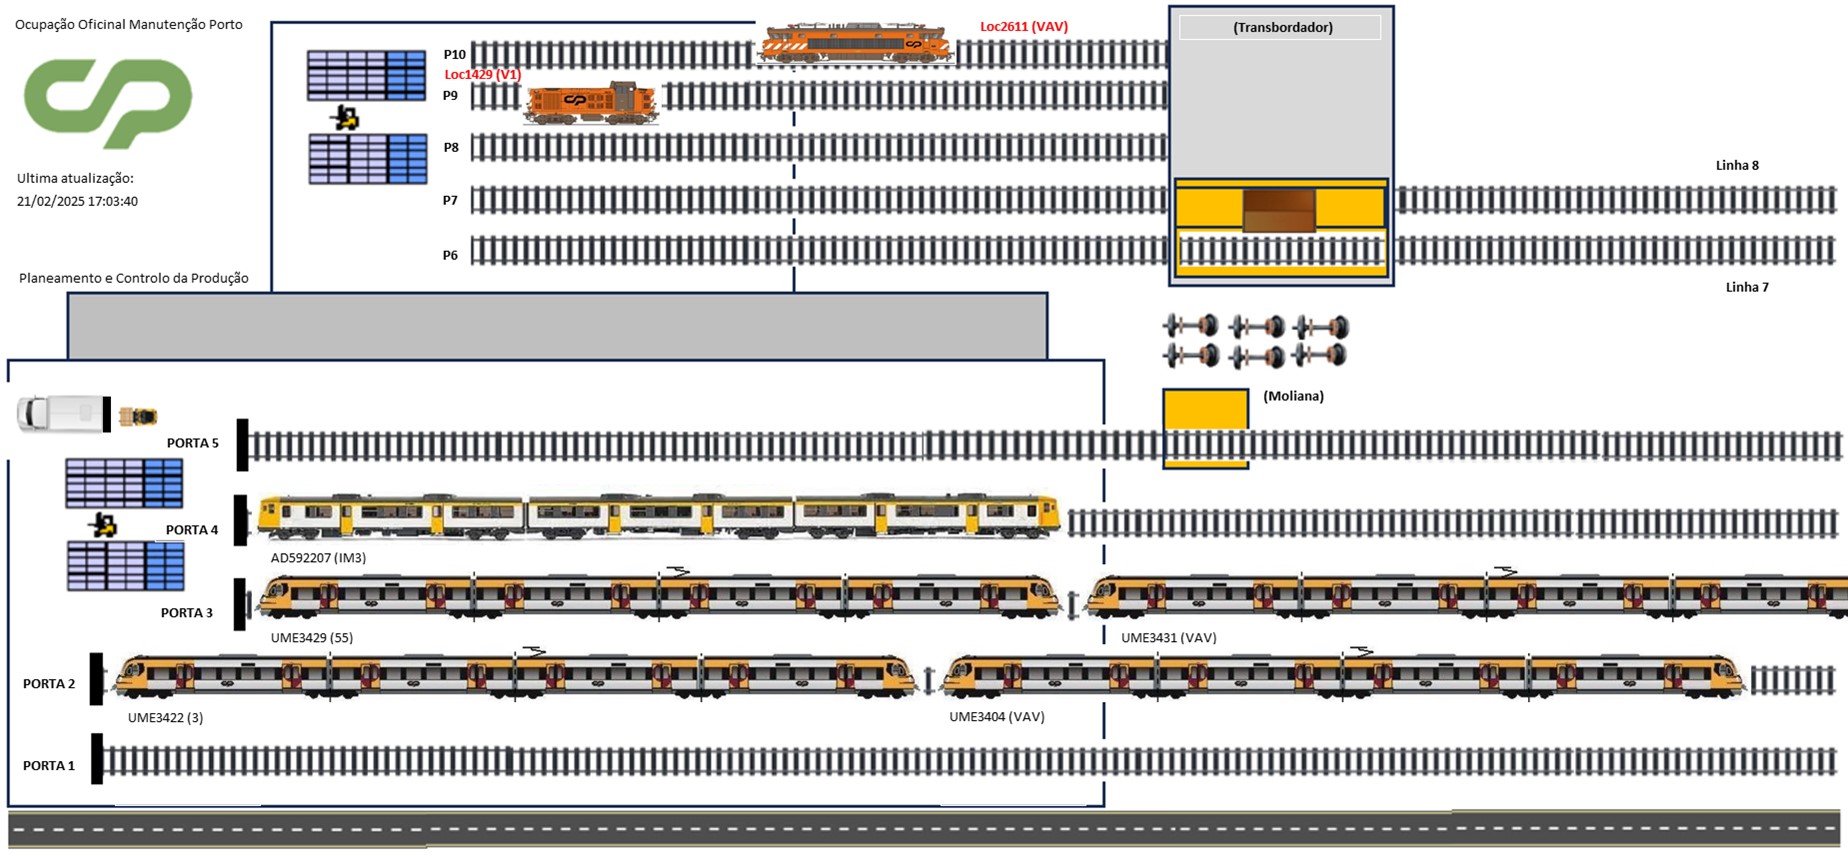 Ocupação Oficinal Manutenção Porto
Ultima atualização:
21/02/2025 17:03:40
Planeamento e Controlo da Produção
P10
Loc2611 (VAV)
(Transbordador)
Loc1429 (V1)
P9
P8
Linha 8
P7
P6
Linha 7
(Moliana)
PORTA 5
PORTA 4
AD592207 (IM3)
PORTA 3
UME3429 (55)
UME3431 (VAV)
PORTA 2
UME3422 (3)
UME3404 (VAV)
PORTA 1